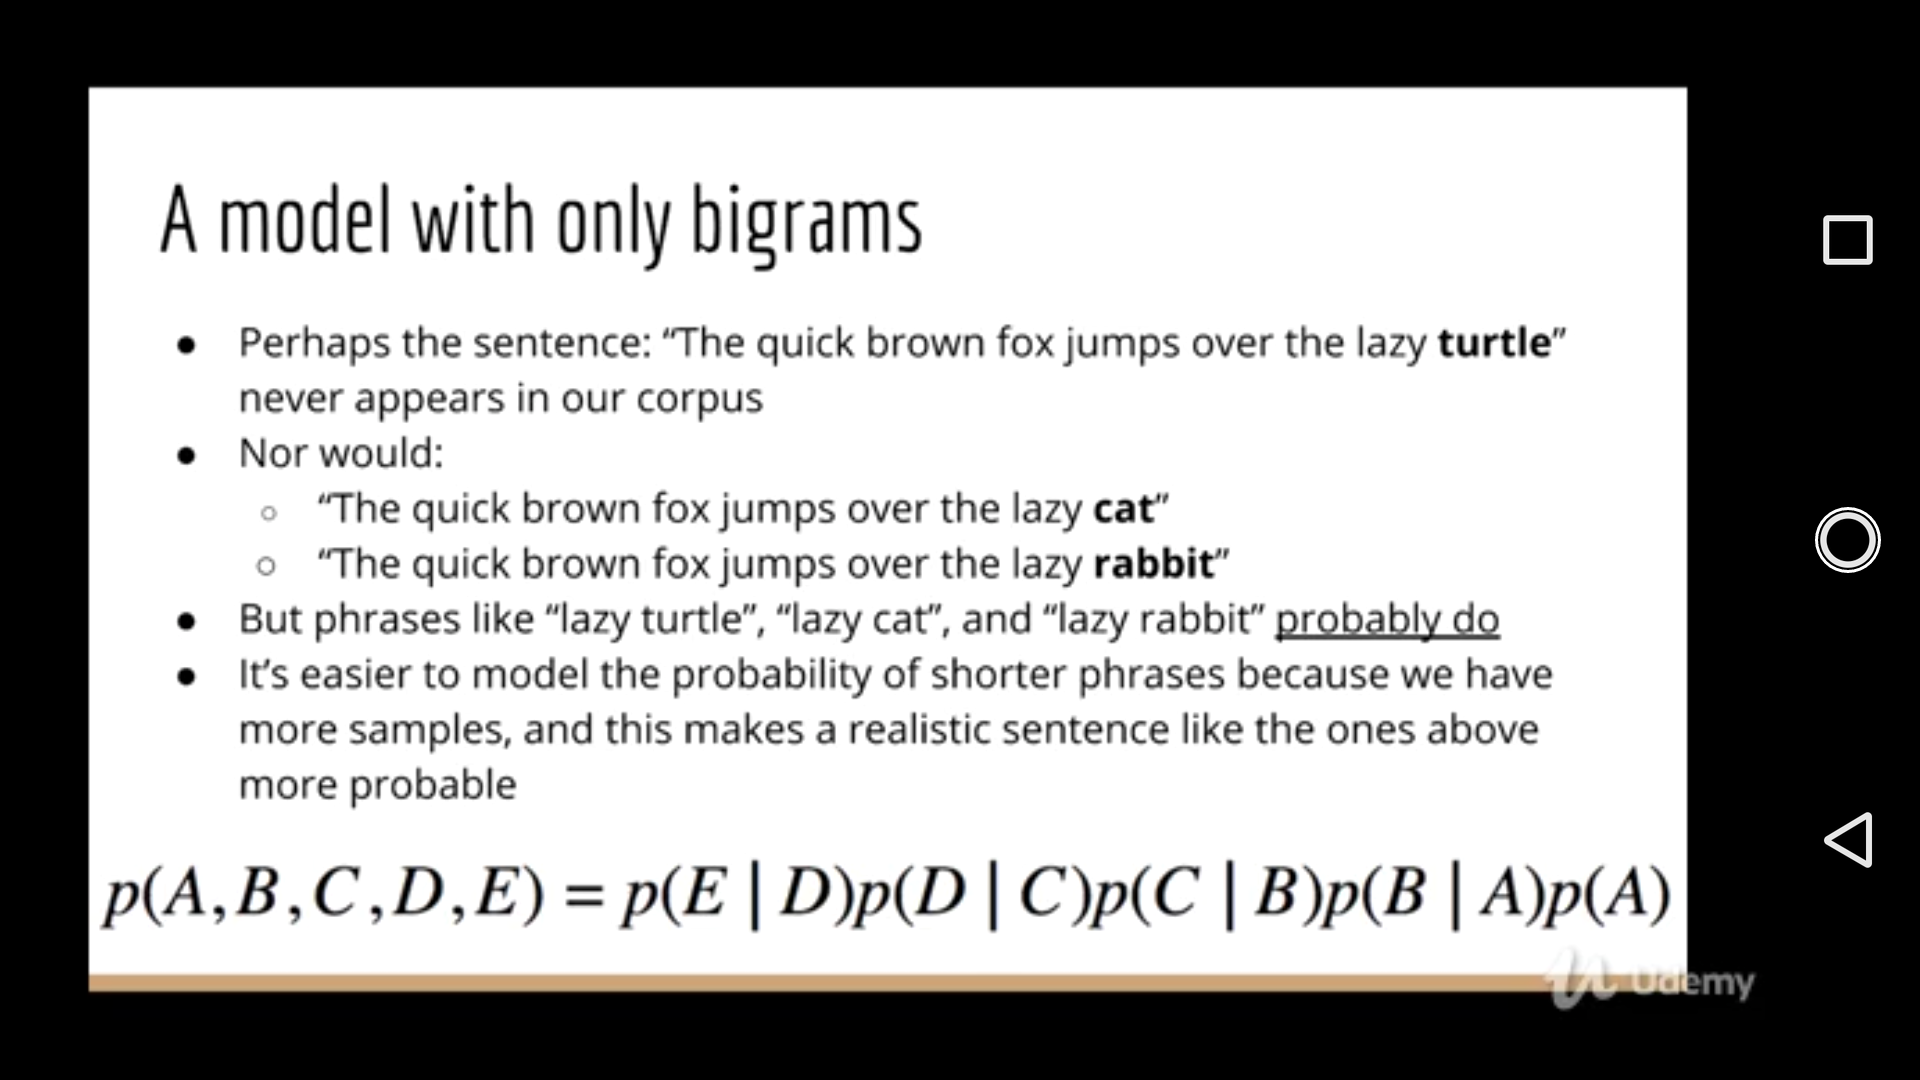 A model with only bigrams
● Perhaps the sentence: “The quick brown fox jumps over the lazy turtle”
never appears in our corpus
● Nor would:
○ “The quick brown fox jumps over the lazy cat”
○ “The quick brown fox jumps over the lazy rabbit”
● But phrases like “lazy turtle”, “lazy cat”, and “lazy rabbit” probably do
● It’s easier to model the probability of shorter phrases because we have
more samples, and this makes a realistic sentence like the ones above
more probable
p(A,B,C,D,E) = p(E | D)p(D | C)p(C | B)p(B | A)p(A)
Udemy